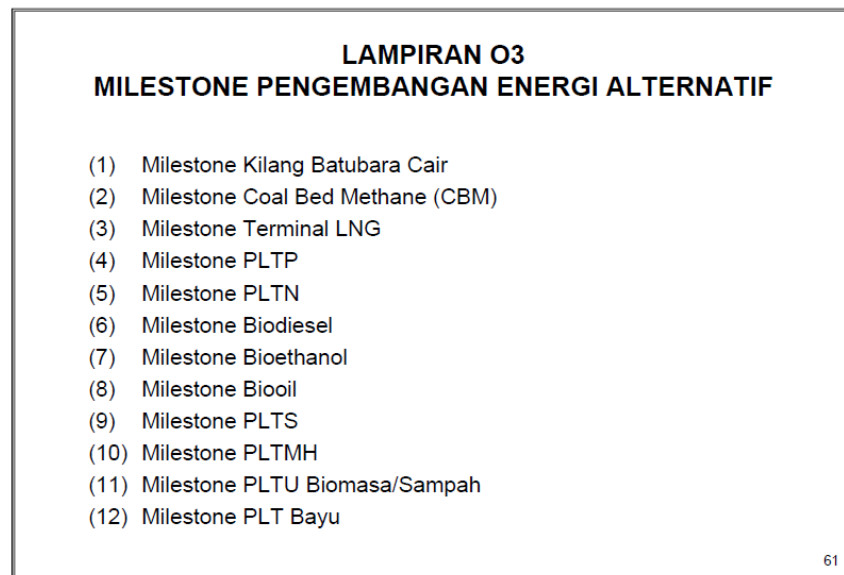 LAMPIRAN O3
MILESTONE PENGEMBANGAN ENERGI ALTERNATIF
(1) Milestone Kilang Batubara Cair
(2) Milestone Coal Bed Methane (CBM)
(3) Milestone Terminal LNG
(4) Milestone PLTP
(5) Milestone PLTN
(6) Milestone Biodiesel
(7) Milestone Bioethanol
(8) Milestone Biooil
(9) Milestone PLTS
(10) Milestone PLTMH
(11) Milestone PLTU Biomasa/Sampah
(12) Milestone PLT Bayu
61